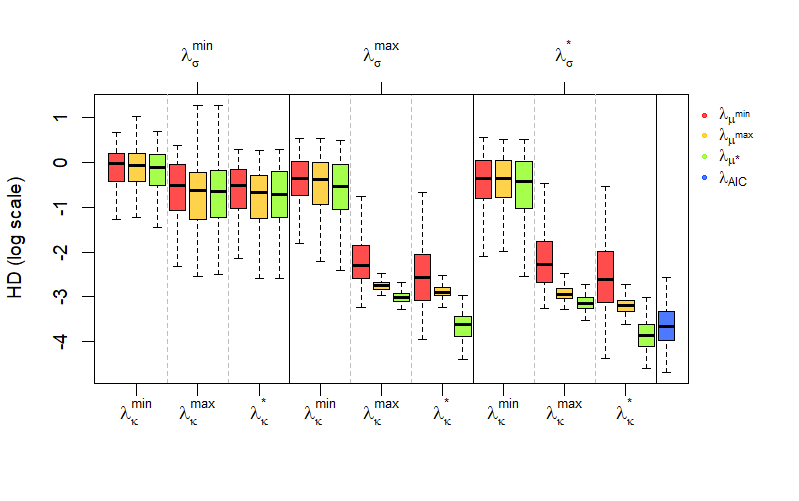 λσmin λσmax λσ*
HD (log scale)
1
0
-1
-2
-3
-4
λκmin λκmax λκ* λκmin λκmax λκ* λκmin λκmax λκ*
λμmin
λμmax
λμ*
λAIC